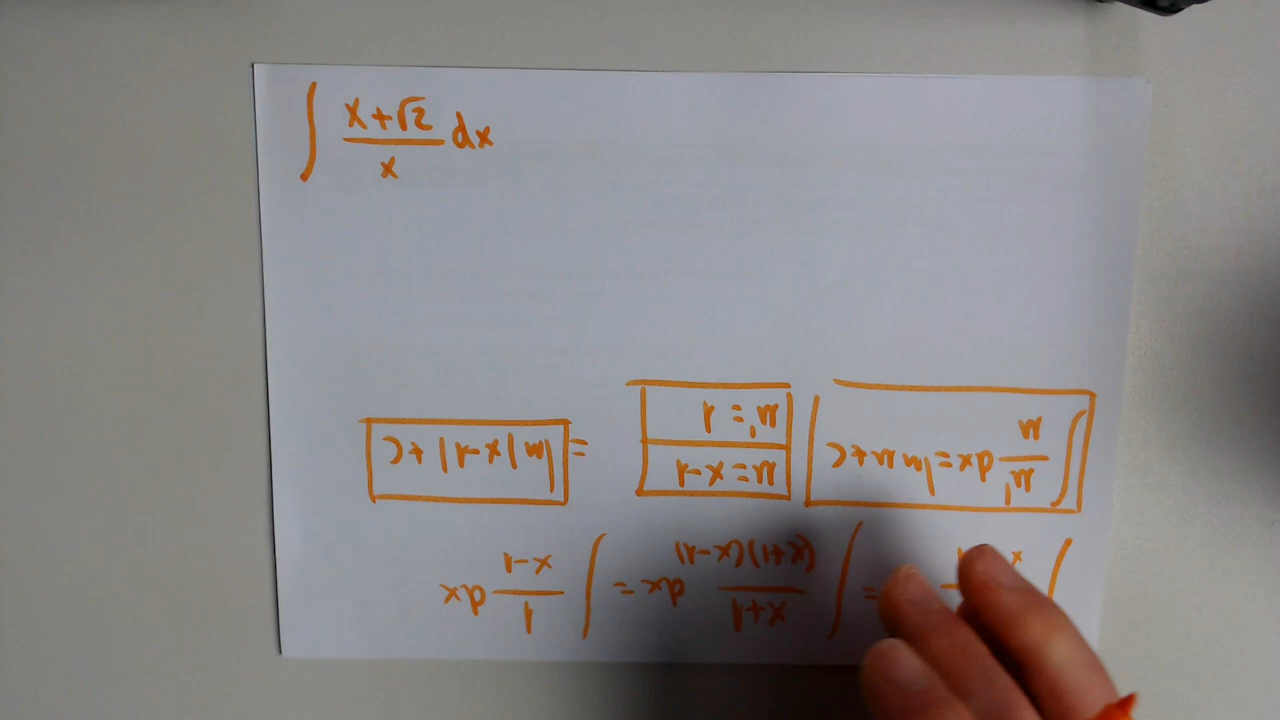 ∫ (x+√2)/x dx
∫ = ∫ (x+1)/((x+1)(x-1)) dx = ∫ 1/(x-1) dx
∫ u'/u dx = ln u + C
u = x-1
u' = 1
= ln|x-1| + C